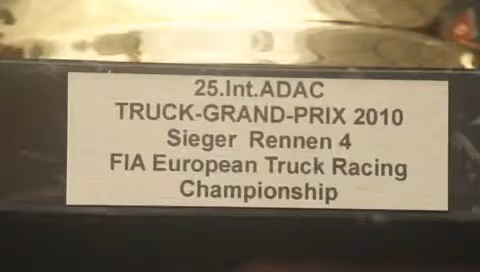 25.Int.ADAC
TRUCK-GRAND-PRIX 2010
Sieger Rennen 4
FIA European Truck Racing
Championship